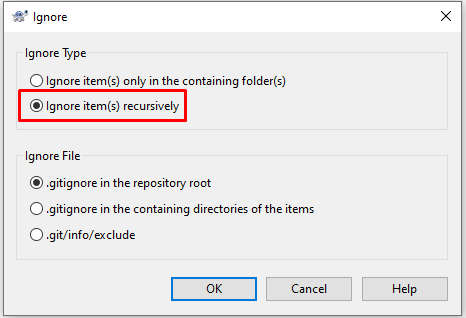 Ignore
Ignore Type
Ignore item(s) only in the containing folder(s)
Ignore item(s) recursively
Ignore File
.gitignore in the repository root
.gitignore in the containing directories of the items
.git/info/exclude
OK
Cancel
Help